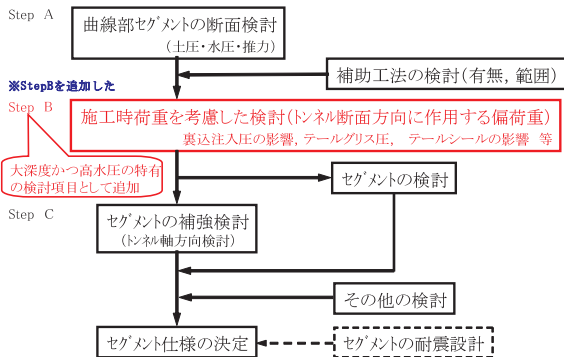 Step A
曲線部セグメントの断面検討
(土圧・水圧・推力)
補助工法の検討(有無, 範囲)
※StepBを追加した
Step B
施工時荷重を考慮した検討(トンネル断面方向に作用する偏荷重)
裏込注入圧の影響, テールグリス圧, テールシールの影響 等
大深度かつ高水圧の特有
の検討項目として追加
セグメントの検討
Step C
セグメントの補強検討
(トンネル軸方向検討)
その他の検討
セグメント仕様の決定
セグメントの耐震設計